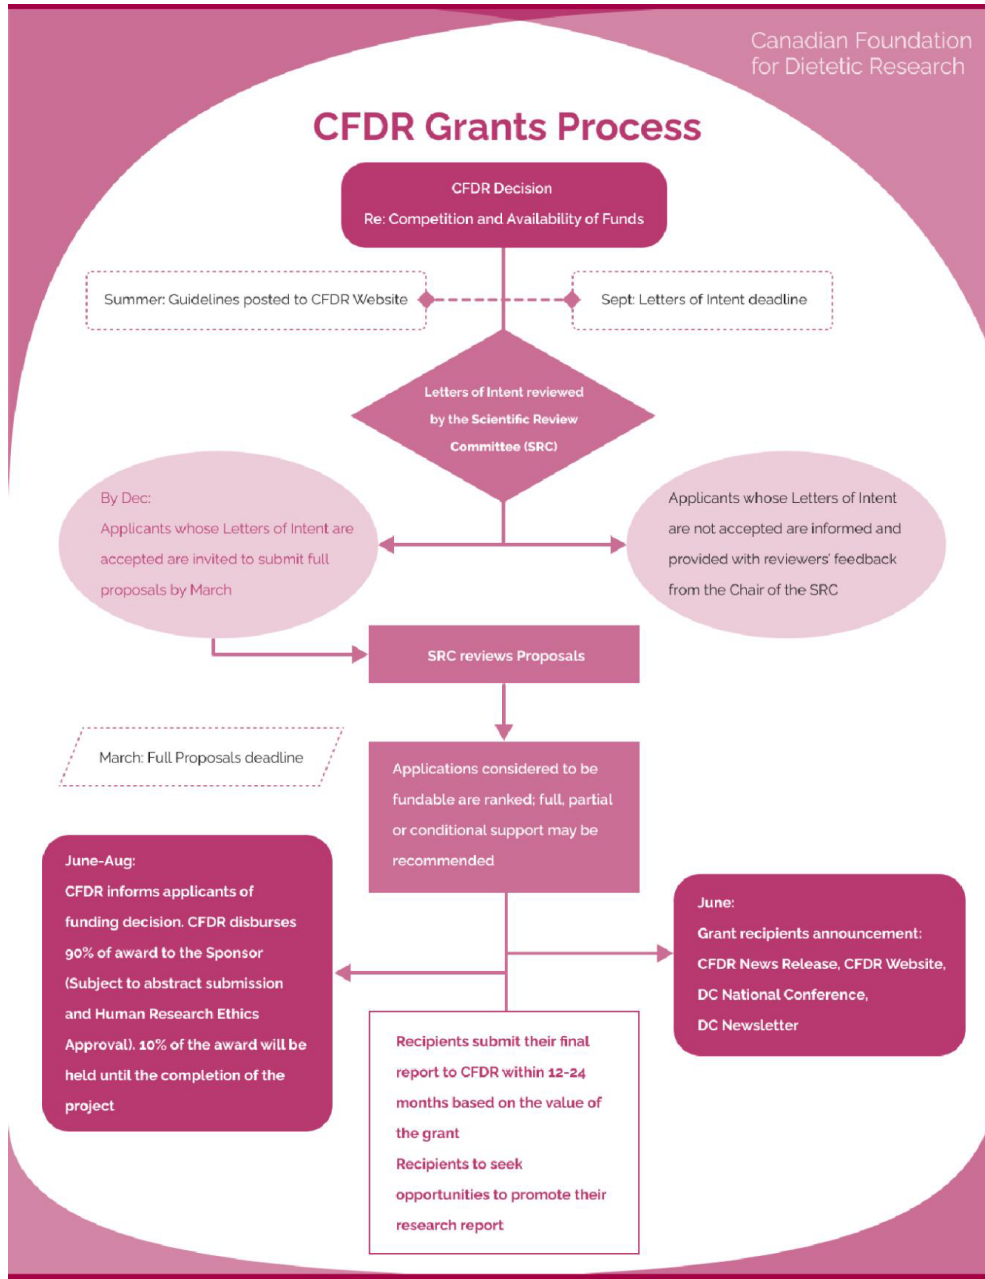 Canadian Foundation
for Dietetic Research
CFDR Grants Process
CFDR Decision
Re: Competition and Availability of Funds
Summer: Guidelines posted to CFDR Website
Sept: Letters of Intent deadline
Letters of Intent reviewed
by the Scientific Review
Committee (SRC)
By Dec:
Applicants whose Letters of Intent are
accepted are invited to submit full
proposals by March
Applicants whose Letters of Intent
are not accepted are informed and
provided with reviewers' feedback
from the Chair of the SRC
SRC reviews Proposals
March: Full Proposals deadline
Applications considered to be
fundable are ranked; full, partial
or conditional support may be
recommended
June-Aug:
CFDR informs applicants of
funding decision. CFDR disburses
90% of award to the Sponsor
(Subject to abstract submission
and Human Research Ethics
Approval). 10% of the award will be
held until the completion of the
project
June:
Grant recipients announcement:
CFDR News Release, CFDR Website,
DC National Conference,
DC Newsletter
Recipients submit their final
report to CFDR within 12-24
months based on the value of
the grant
Recipients to seek
opportunities to promote their
research report